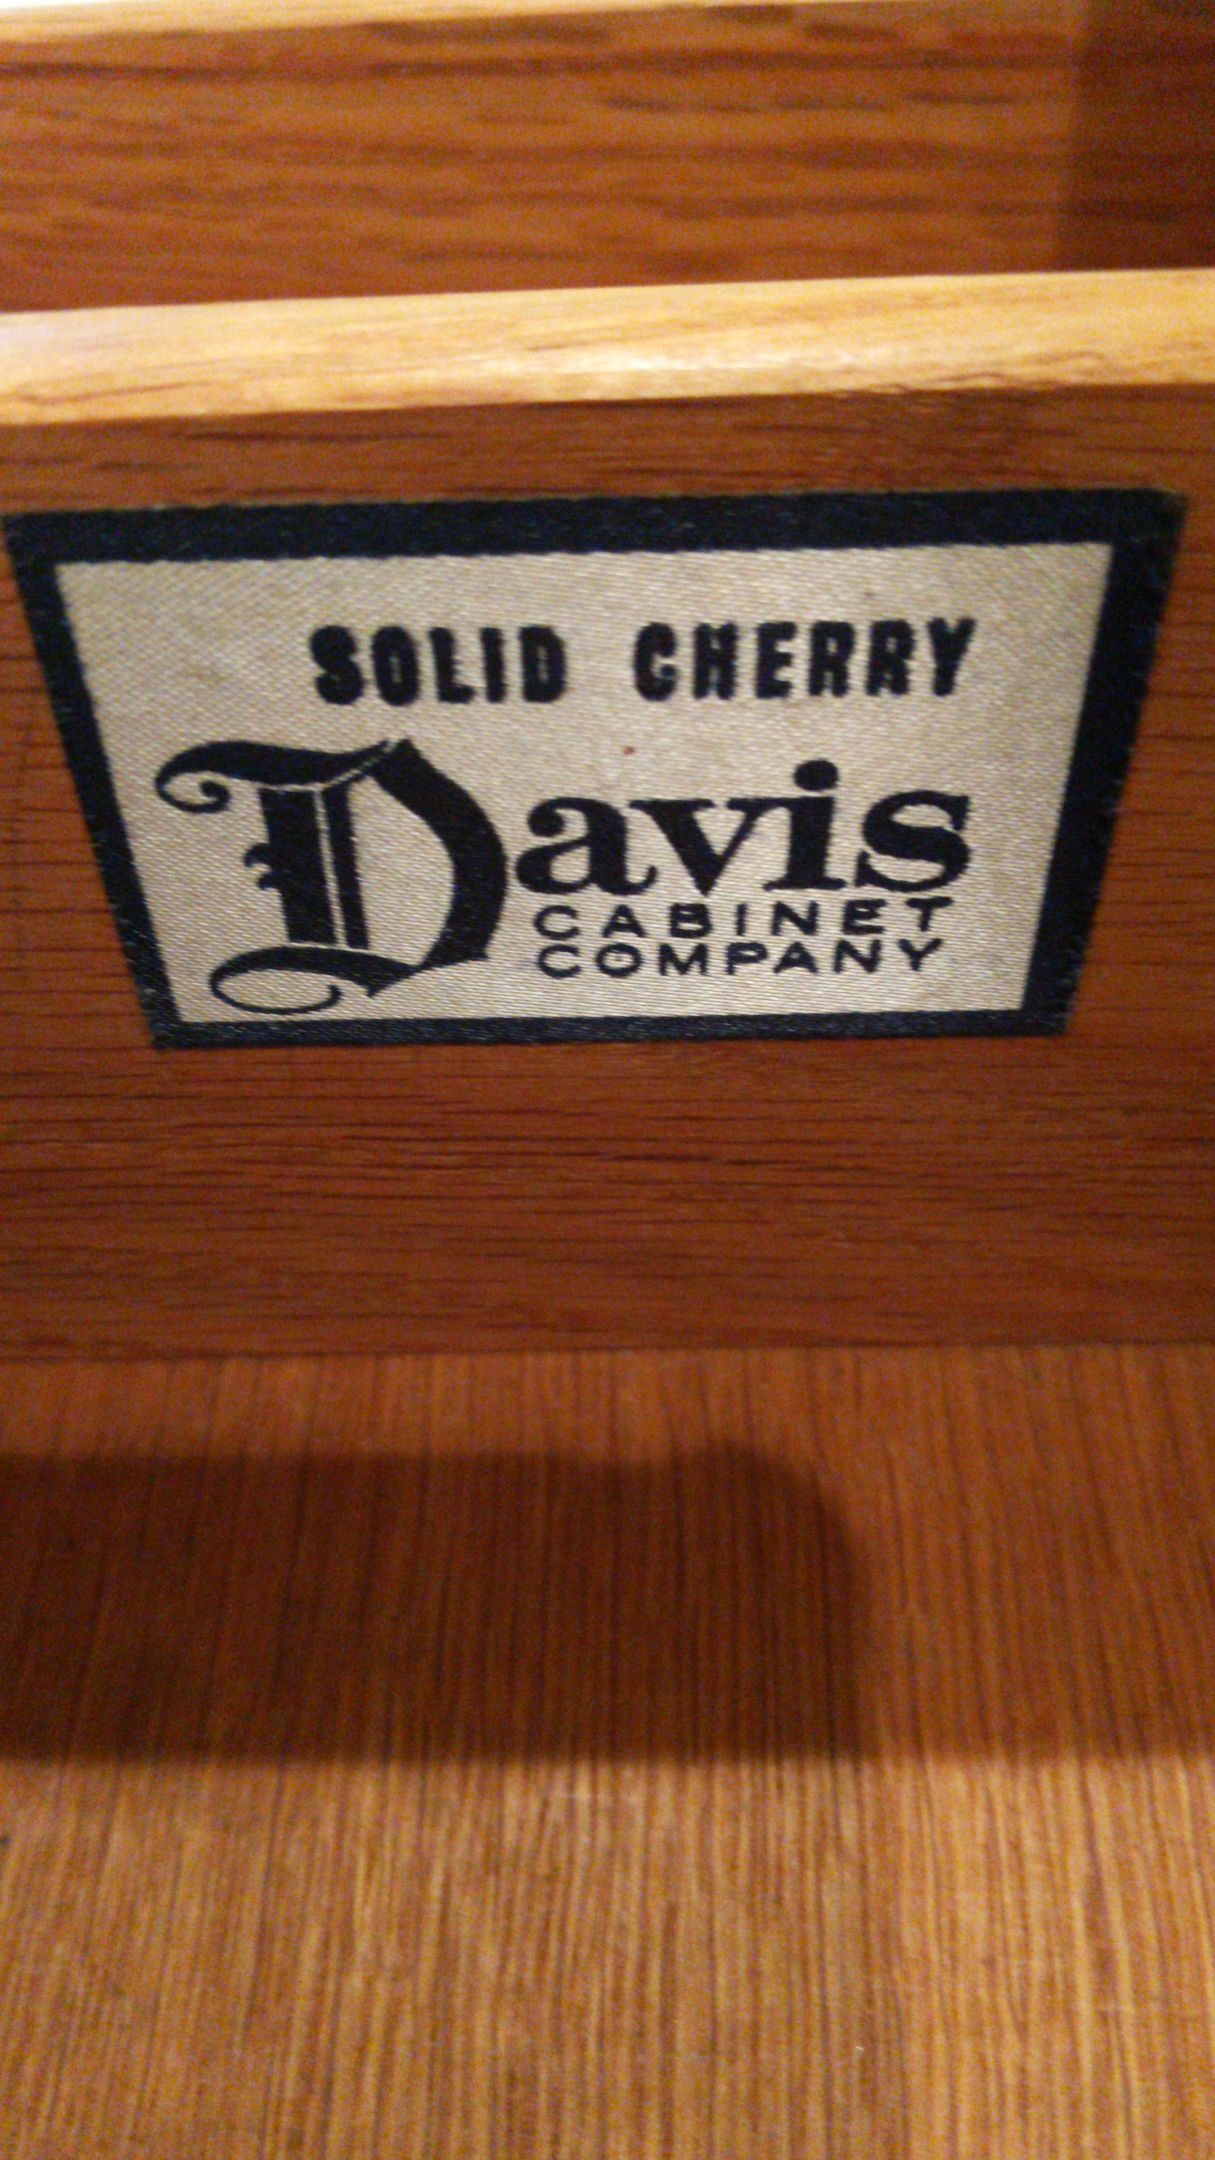 SOLID CHERRY
Davis
CABINET
COMPANY